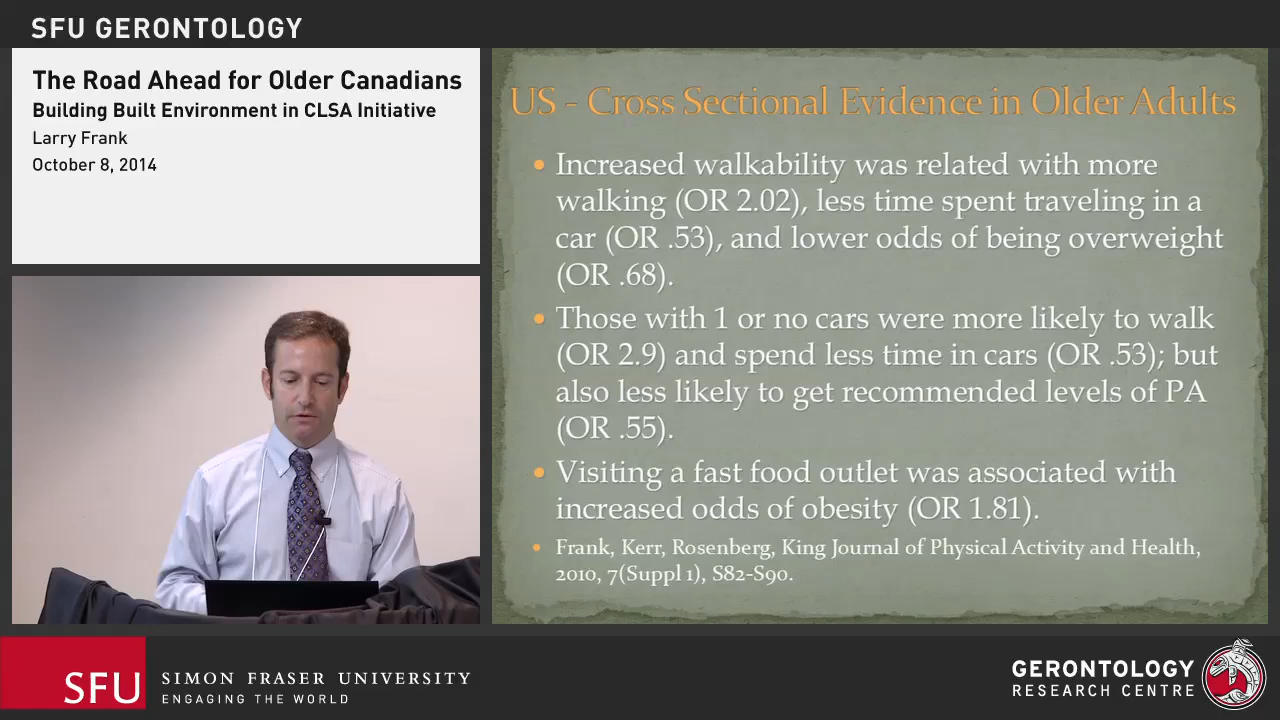 SFU GERONTOLOGY
The Road Ahead for Older Canadians
Building Built Environment in CLSA Initiative
Larry Frank
October 8, 2014
US - Cross Sectional Evidence in Older Adults
• Increased walkability was related with more
walking (OR 2.02), less time spent traveling in a
car (OR .53), and lower odds of being overweight
(OR .68).
• Those with 1 or no cars were more likely to walk
(OR 2.9) and spend less time in cars (OR .53); but
also less likely to get recommended levels of PA
(OR .55).
• Visiting a fast food outlet was associated with
increased odds of obesity (OR 1.81).
• Frank, Kerr, Rosenberg, King Journal of Physical Activity and Health,
2010, 7(Suppl 1), S82-S90.
SFU
SIMON FRASER UNIVERSITY
ENGAGING THE WORLD
GERONTOLOGY
RESEARCH CENTRE